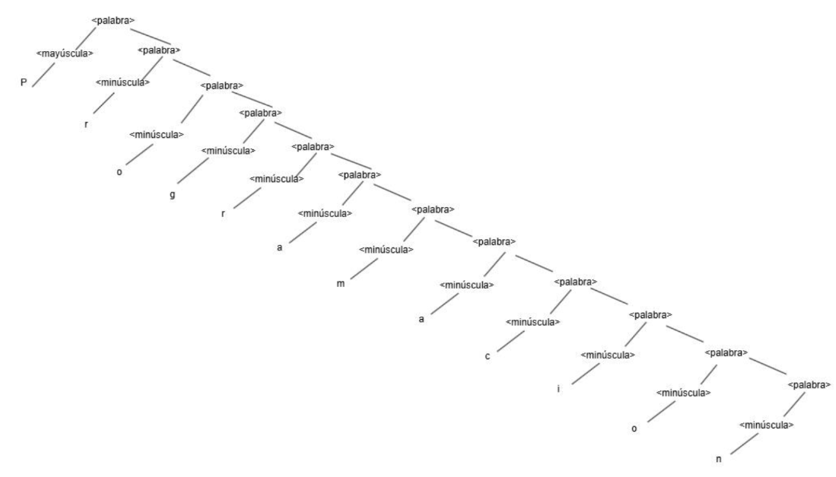 <palabra>
<mayúscula> <palabra>
P <minúscula> <palabra>
r <palabra>
<minúscula> <palabra>
o <minúscula>
g <minúscula> <palabra>
r <minúscula> <palabra>
a <minúscula> <palabra>
m <minúscula> <palabra>
a <minúscula> <palabra>
c <minúscula> <palabra>
i <minúscula> <palabra>
o <minúscula>
n